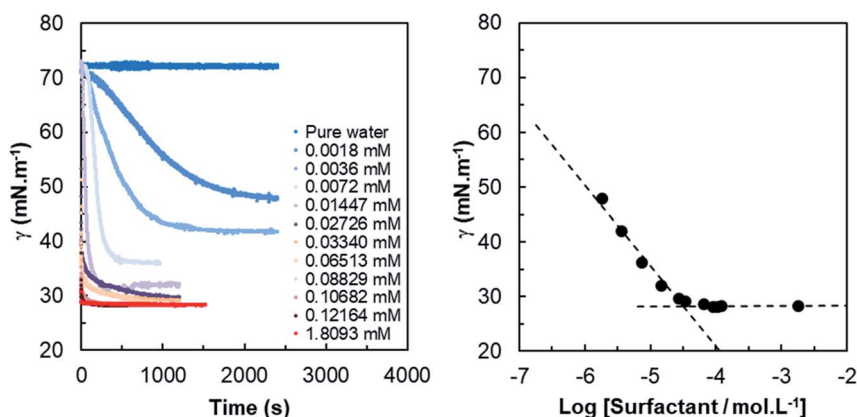 80
70
60
50
40
30
20
γ (mN.m-1)
0
1000
2000
3000
4000
Time (s)
Pure water
0.0018 mM
0.0036 mM
0.0072 mM
0.01447 mM
0.02726 mM
0.03340 mM
0.06513 mM
0.08829 mM
0.10682 mM
0.12164 mM
1.8093 mM
80
70
60
50
40
30
20
γ (mN.m-1)
-7
-6
-5
-4
-3
-2
Log [Surfactant / mol.L-1]